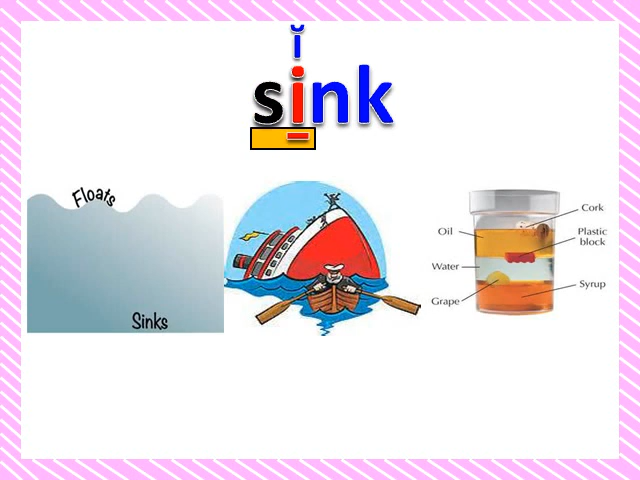 ĭ
sink
Floats
Sinks
Cork
Oil
Plastic
block
Water
Syrup
Grape